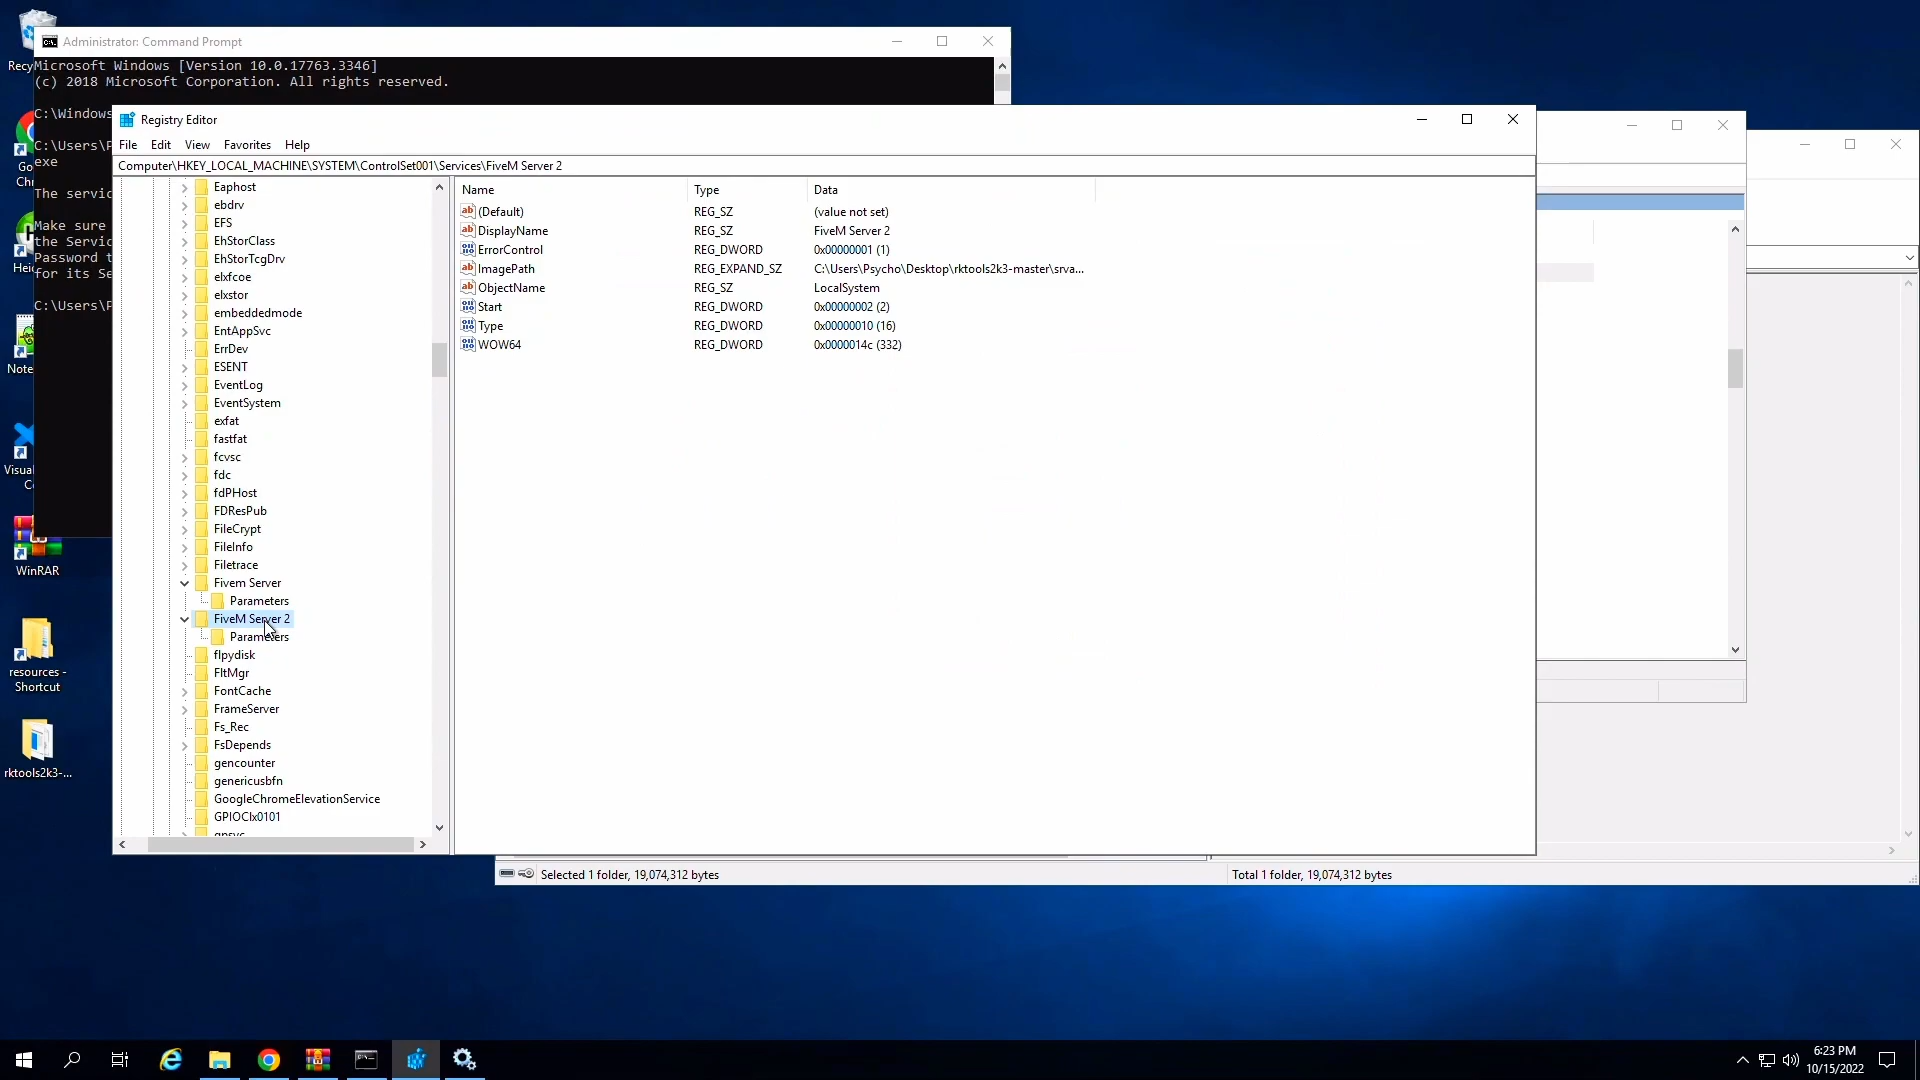 Administrator: Command Prompt
Microsoft Windows [Version 10.0.17763.3346]
(c) 2018 Microsoft Corporation. All rights reserved.
C:\Windows
C:\Users\P
exe
The servic
Make sure
the Servic
Password t
for its Se
C:\Users\P
Registry Editor
File Edit View Favorites Help
Computer\HKEY_LOCAL_MACHINE\SYSTEM\ControlSet001\Services\FiveM Server 2
Eaphost
ebdrv
EFS
EhStorClass
EhStorTcgDrv
elxfcoe
elxstor
embeddedmode
EntAppSvc
ErrDev
ESENT
EventLog
EventSystem
exfat
fastfat
fcvsc
fdc
fdPHost
FDResPub
FileCrypt
FileInfo
Filetrace
Fivem Server
Parameters
FiveM Server 2
Parameters
flpydisk
FltMgr
FontCache
FrameServer
Fs_Rec
FsDepends
gencounter
genericusbfn
GoogleChromeElevationService
GPIOClx0101
Name Type Data
(Default) REG_SZ (value not set)
DisplayName REG_SZ FiveM Server 2
ErrorControl REG_DWORD 0x00000001 (1)
ImagePath REG_EXPAND_SZ C:\Users\Psycho\Desktop\rktools2k3-master\srva...
ObjectName REG_SZ LocalSystem
Start REG_DWORD 0x00000002 (2)
Type REG_DWORD 0x00000010 (16)
WOW64 REG_DWORD 0x0000014c (332)
Selected 1 folder, 19,074,312 bytes
Total 1 folder, 19,074,312 bytes
Recy
Go
Chr
Hei
Note
Visual
C
WinRAR
resources -
Shortcut
rktools2k3-...
6:23 PM
10/15/2022